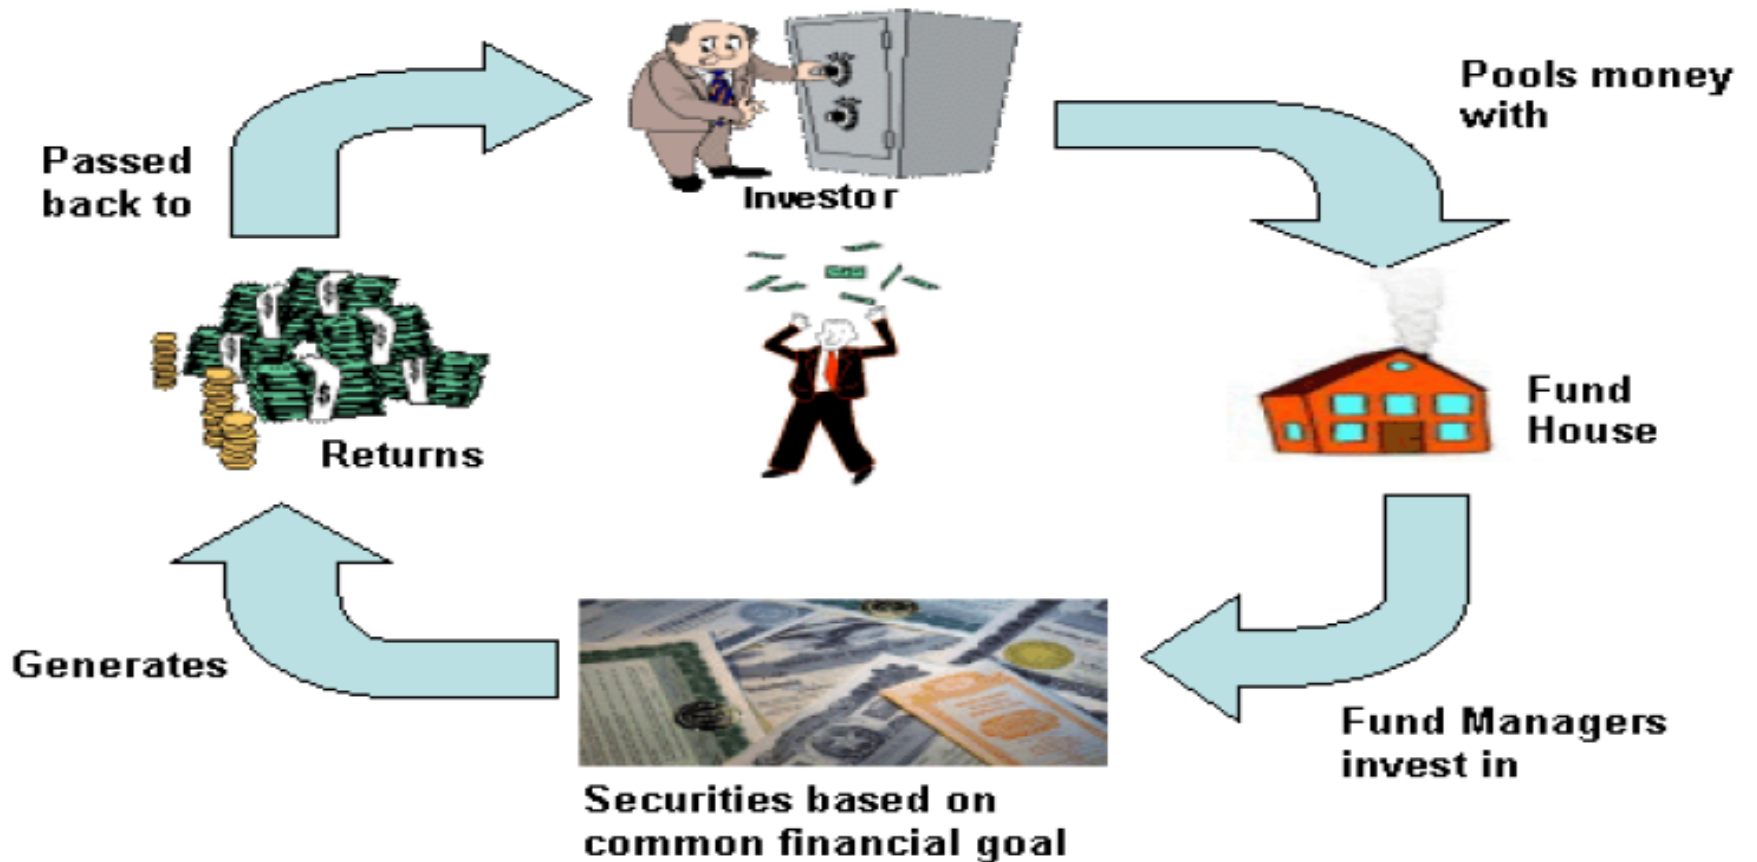 Investor
Pools money
with
Fund
House
Fund Managers
invest in
Securities based on
common financial goal
Generates
Returns
Passed
back to